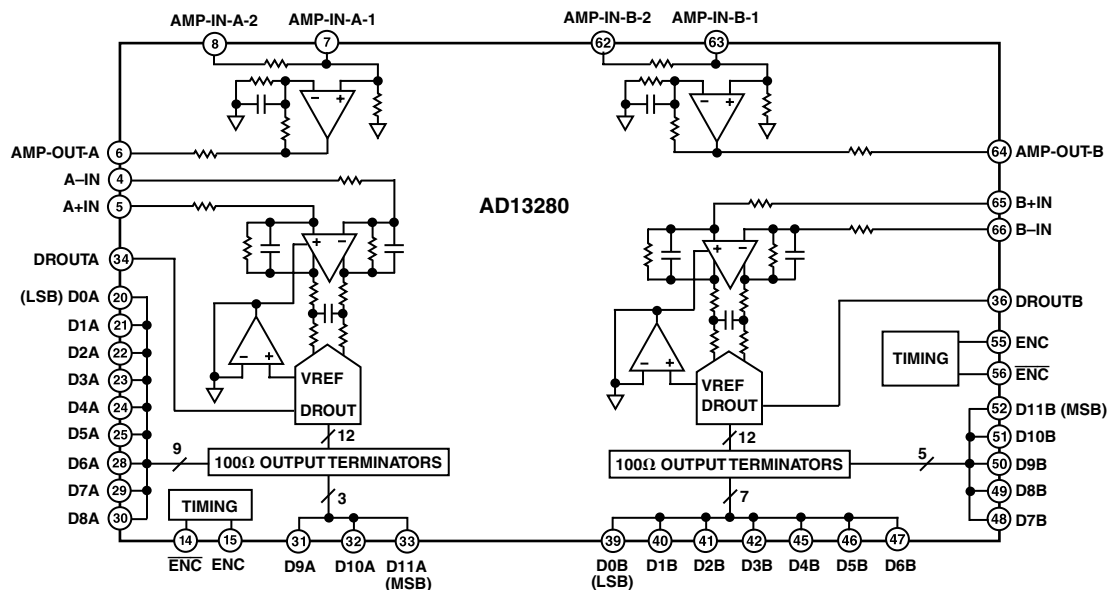 AMP-IN-A-2
AMP-IN-A-1
AMP-IN-B-2
AMP-IN-B-1
8
7
62
63
− +
− +
AMP-OUT-A 6
64 AMP-OUT-B
A–IN 4
A+IN 5
AD13280
65 B+IN
66 B–IN
+ −
+ −
DROUTA 34
36 DROUTB
(LSB) D0A 20
D1A 21
D2A 22
D3A 23
D4A 24
D5A 25
D6A 28
D7A 29
D8A 30
− +
VREF
DROUT
12
9
100Ω OUTPUT TERMINATORS
3
TIMING
14
15
31
32
33
ENC
ENC
D9A
D10A
D11A
(MSB)
− +
VREF
DROUT
12
100Ω OUTPUT TERMINATORS
5
7
TIMING
55 ENC
56 ENC
52 D11B (MSB)
51 D10B
50 D9B
49 D8B
48 D7B
39
40
41
42
45
46
47
D0B
(LSB)
D1B
D2B
D3B
D4B
D5B
D6B